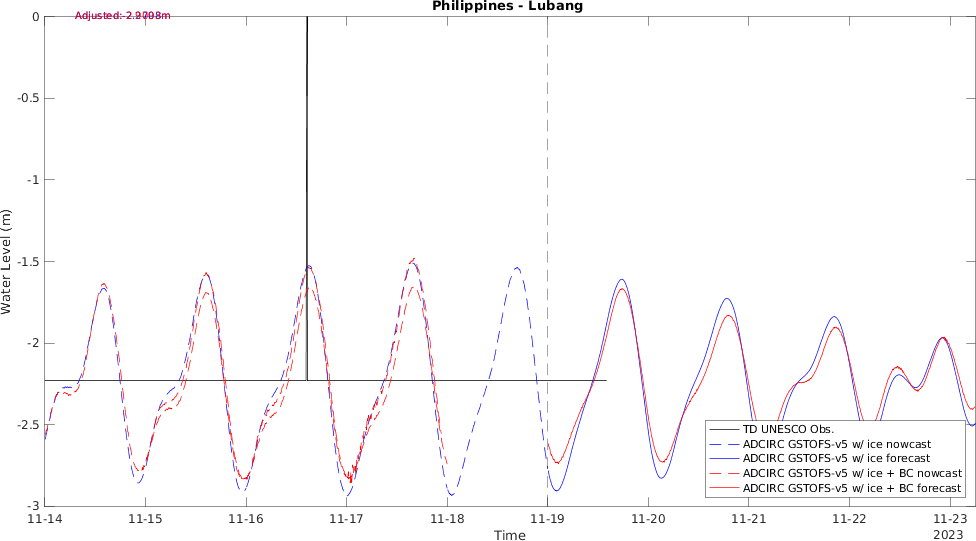 Philippines - Lubang
Adjusted:
0
-0.5
-1
-1.5
-2
-2.5
-3
Water Level (m)
11-14
11-15
11-16
11-17
11-18
11-19
11-20
11-21
11-22
11-23
2023
Time
TD UNESCO Obs.
ADCIRC GSTOFS-v5 w/ ice nowcast
ADCIRC GSTOFS-v5 w/ ice forecast
ADCIRC GSTOFS-v5 w/ ice + BC nowcast
ADCIRC GSTOFS-v5 w/ ice + BC forecast